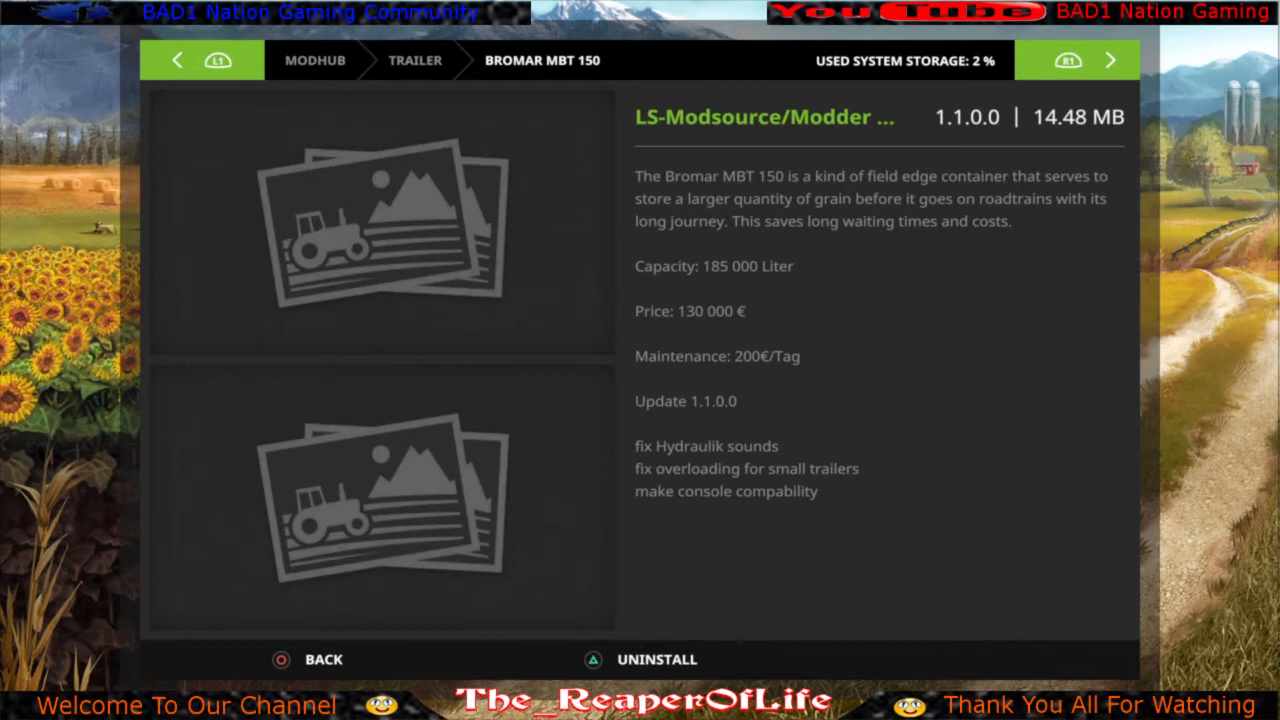 BAD1 Nation Gaming Community
YouTube BAD1 Nation Gaming
L1 MODHUB TRAILER BROMAR MBT 150 USED SYSTEM STORAGE: 2 % R1
LS-Modsource/Modder ... 1.1.0.0 | 14.48 MB
The Bromar MBT 150 is a kind of field edge container that serves to
store a larger quantity of grain before it goes on roadtrains with its
long journey. This saves long waiting times and costs.
Capacity: 185 000 Liter
Price: 130 000 €
Maintenance: 200€/Tag
Update 1.1.0.0
fix Hydraulik sounds
fix overloading for small trailers
make console compability
BACK UNINSTALL
Welcome To Our Channel The_ReaperOfLife Thank You All For Watching